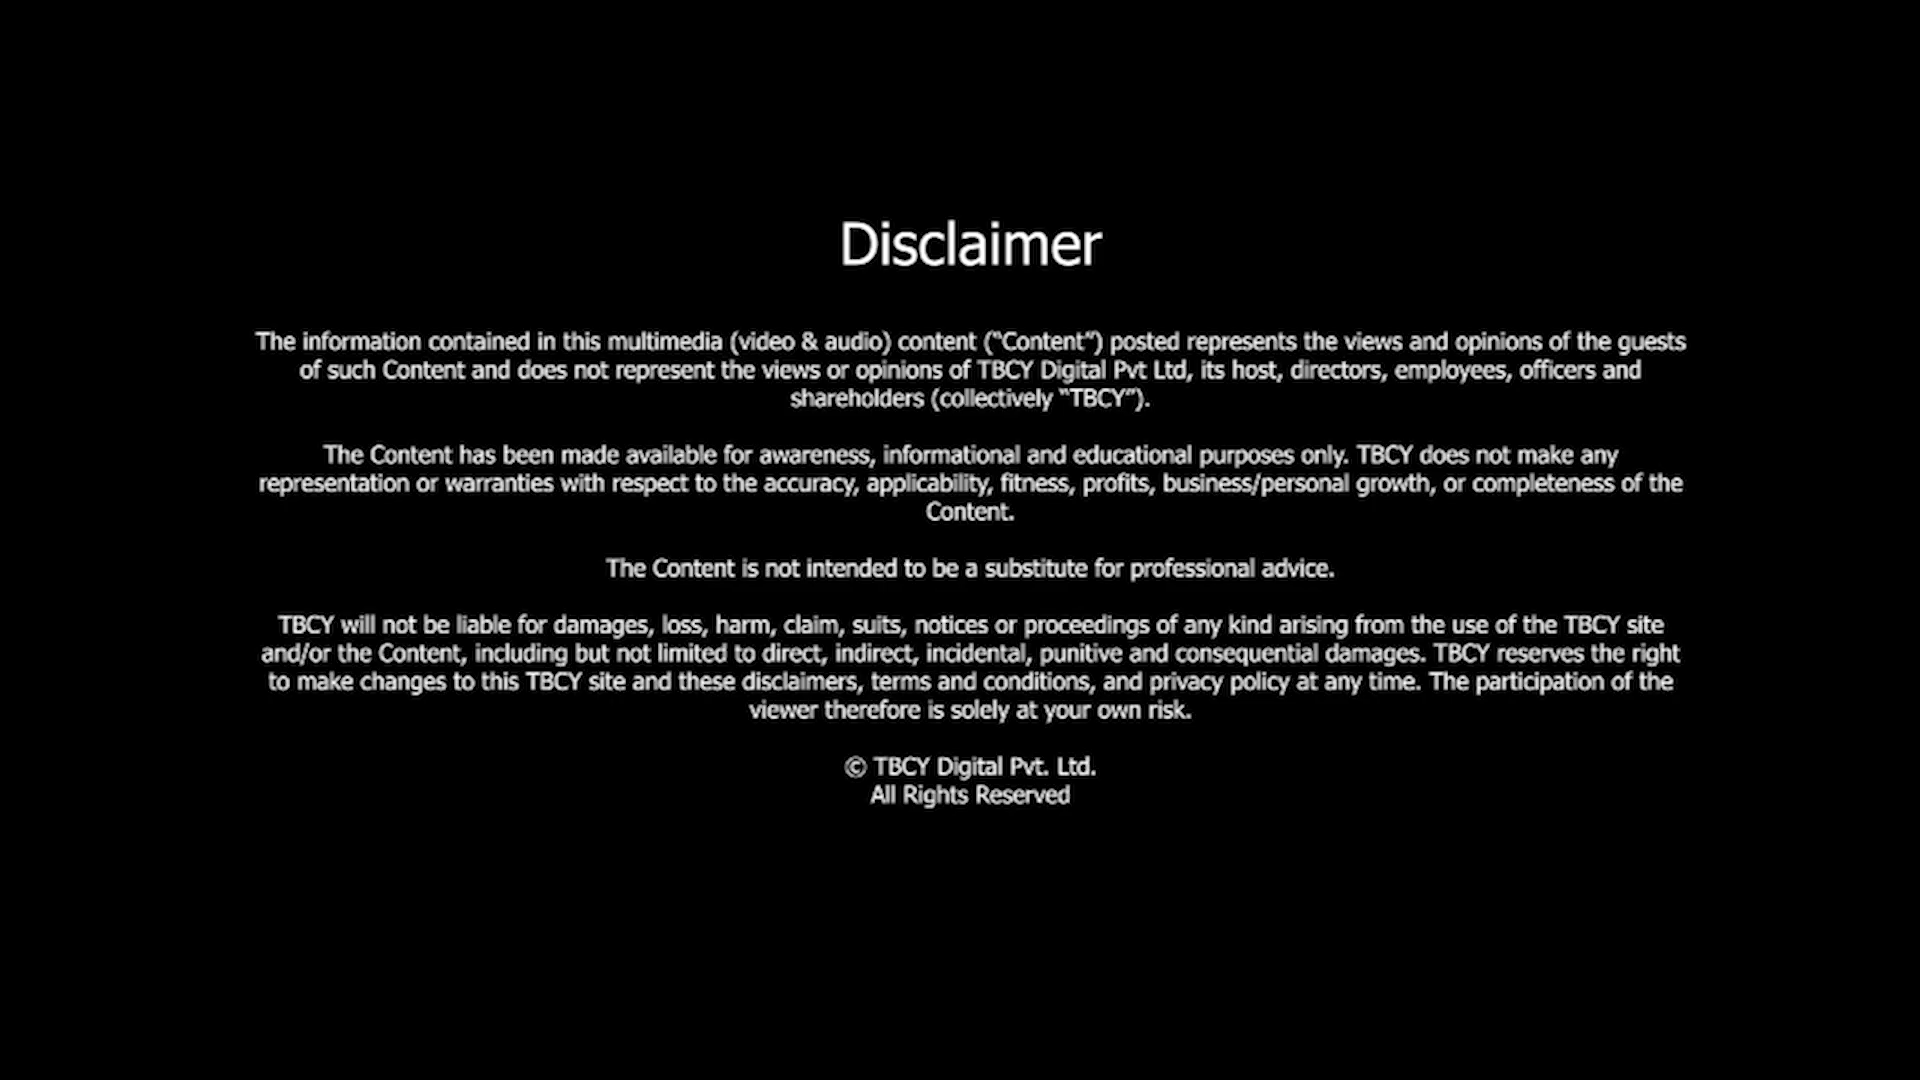 Disclaimer
The information contained in this multimedia (video & audio) content (“Content”) posted represents the views and opinions of the guests
of such Content and does not represent the views or opinions of TBCY Digital Pvt Ltd, its host, directors, employees, officers and
shareholders (collectively “TBCY”).
The Content has been made available for awareness, informational and educational purposes only. TBCY does not make any
representation or warranties with respect to the accuracy, applicability, fitness, profits, business/personal growth, or completeness of the
Content.
The Content is not intended to be a substitute for professional advice.
TBCY will not be liable for damages, loss, harm, claim, suits, notices or proceedings of any kind arising from the use of the TBCY site
and/or the Content, including but not limited to direct, indirect, incidental, punitive and consequential damages. TBCY reserves the right
to make changes to this TBCY site and these disclaimers, terms and conditions, and privacy policy at any time. The participation of the
viewer therefore is solely at your own risk.
© TBCY Digital Pvt. Ltd.
All Rights Reserved